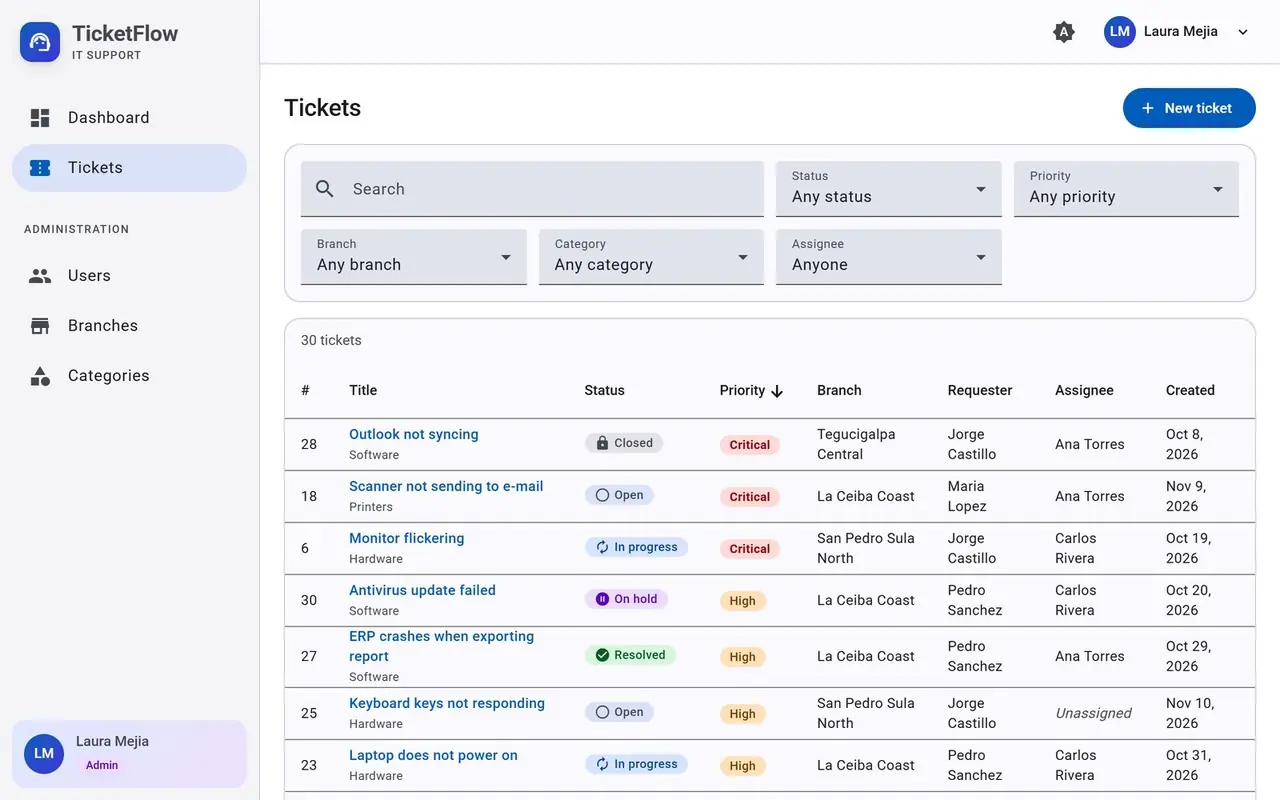 TicketFlow
IT SUPPORT
Dashboard
Tickets
ADMINISTRATION
Users
Branches
Categories
LM
Laura Mejia
Admin
A
LM
Laura Mejia
Tickets
New ticket
Search
Status
Any status
Priority
Any priority
Branch
Any branch
Category
Any category
Assignee
Anyone
30 tickets
# Title Status Priority Branch Requester Assignee Created
28
Outlook not syncing
Software
Closed
Critical
Tegucigalpa
Central
Jorge
Castillo
Ana Torres
Oct 8,
2026
18
Scanner not sending to e-mail
Printers
Open
Critical
La Ceiba Coast
Maria
Lopez
Ana Torres
Nov 9,
2026
6
Monitor flickering
Hardware
In progress
Critical
San Pedro Sula
North
Jorge
Castillo
Carlos
Rivera
Oct 19,
2026
30
Antivirus update failed
Software
On hold
High
La Ceiba Coast
Pedro
Sanchez
Carlos
Rivera
Oct 20,
2026
27
ERP crashes when exporting
report
Software
Resolved
High
La Ceiba Coast
Pedro
Sanchez
Ana Torres
Oct 29,
2026
25
Keyboard keys not responding
Hardware
Open
High
San Pedro Sula
North
Jorge
Castillo
Unassigned
Nov 10,
2026
23
Laptop does not power on
Hardware
In progress
High
La Ceiba Coast
Pedro
Sanchez
Carlos
Rivera
Oct 31,
2026